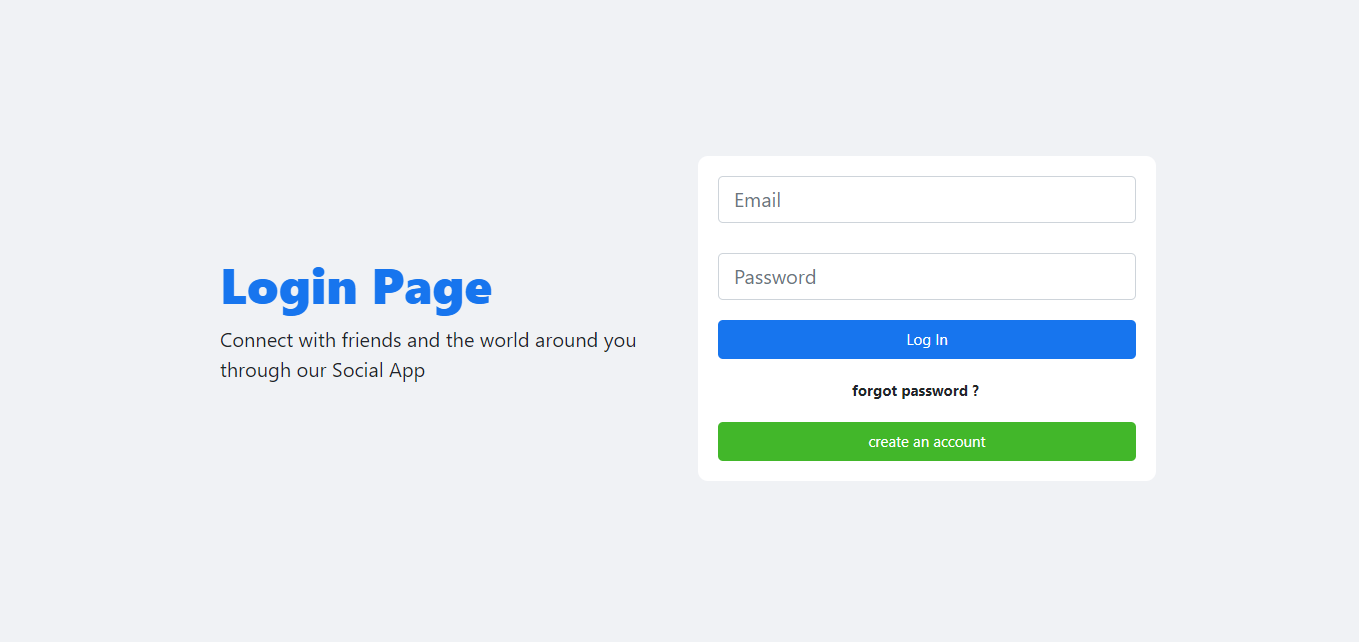 Login Page
Connect with friends and the world around you
through our Social App
Email
Password
Log In
forgot password ?
create an account